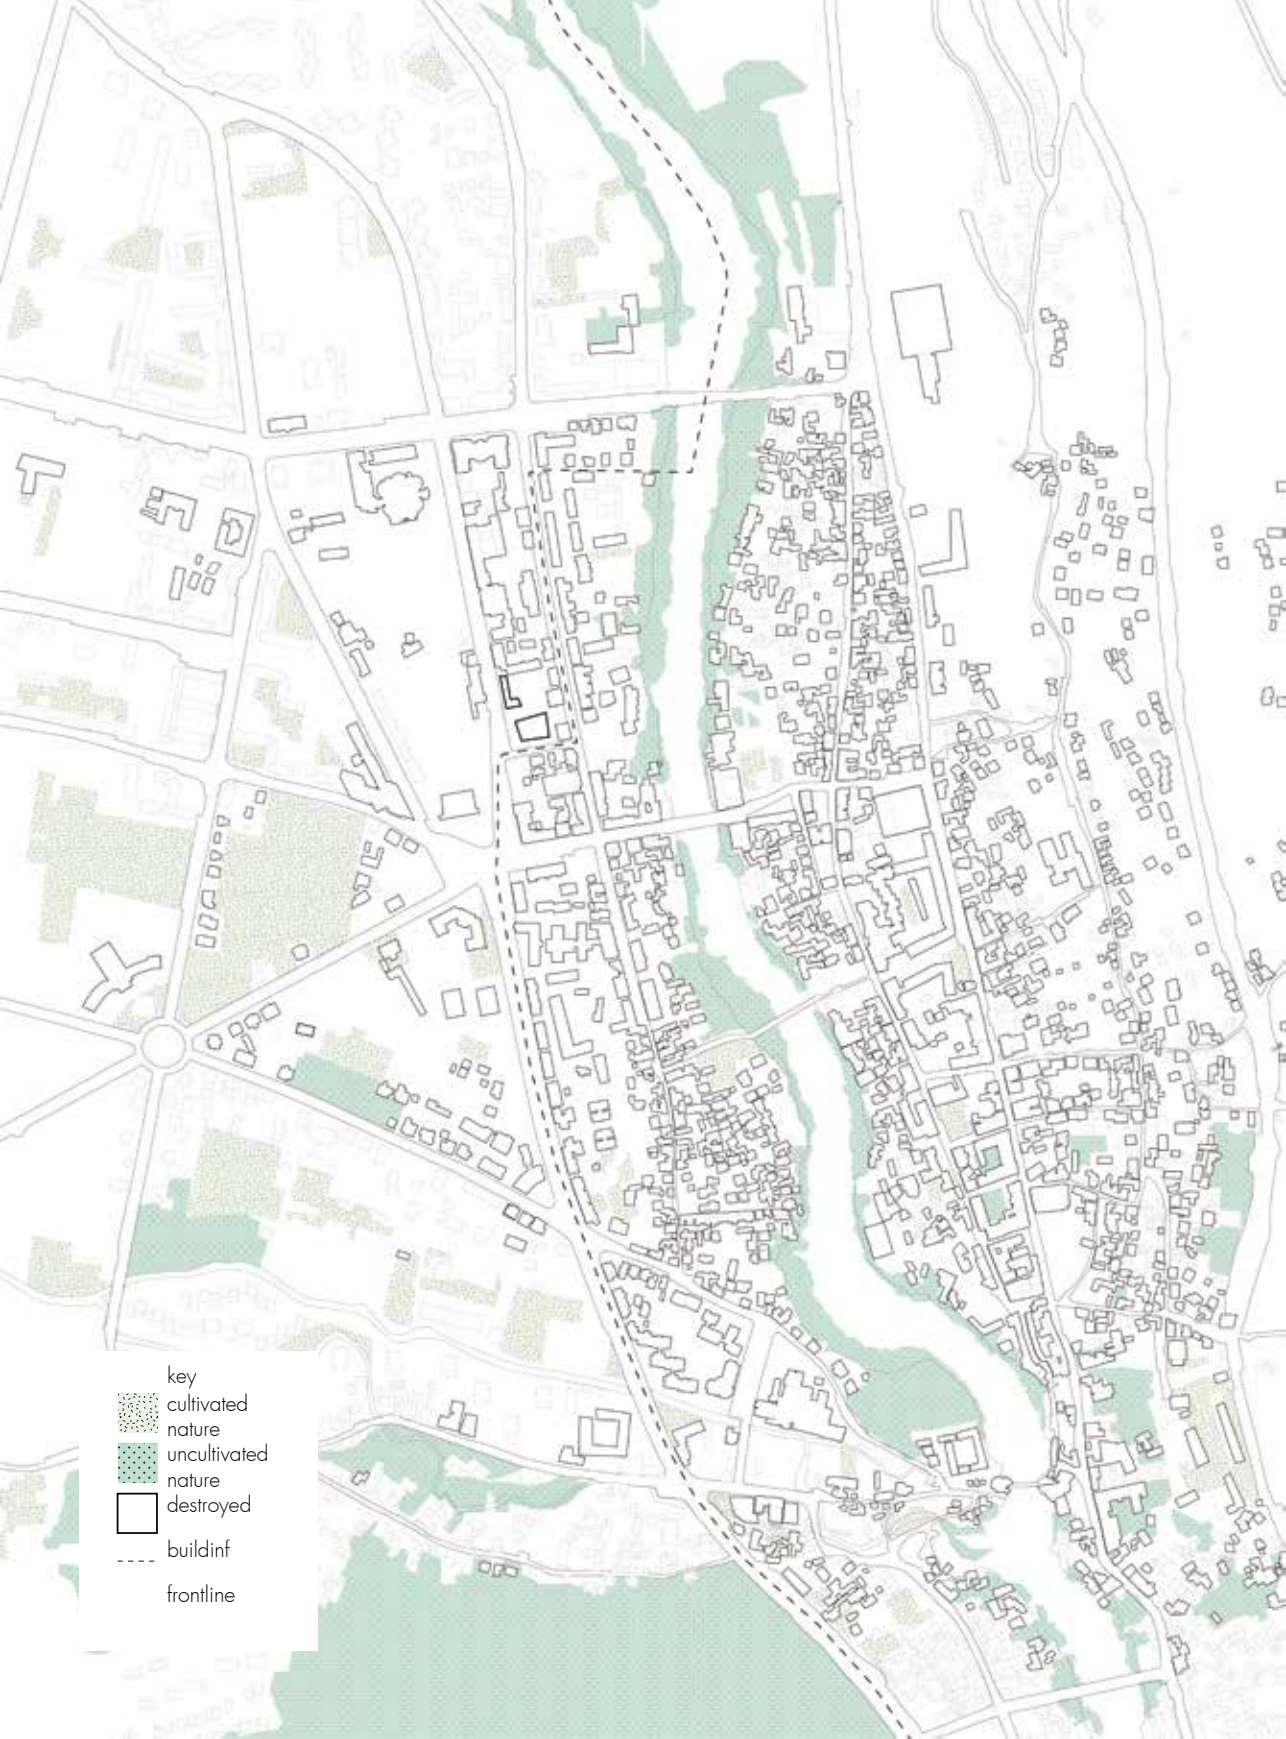 key
cultivated
nature
uncultivated
nature
destroyed
buildinf
frontline